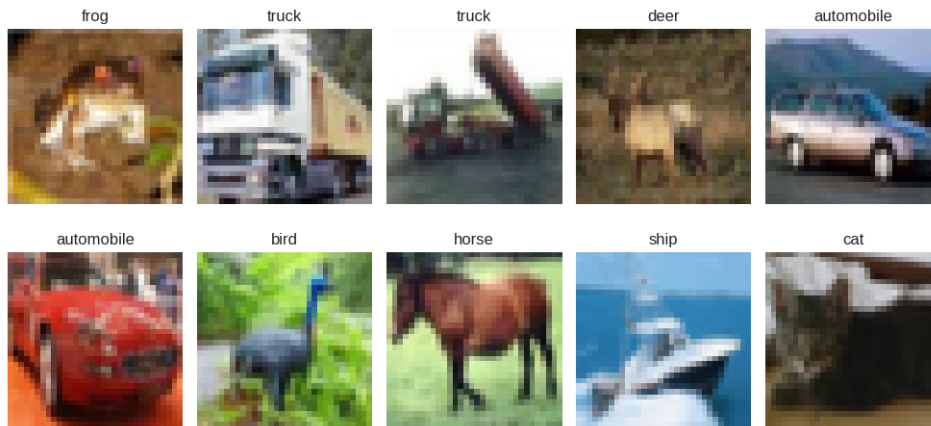 frog
truck
truck
deer
automobile
automobile
bird
horse
ship
cat